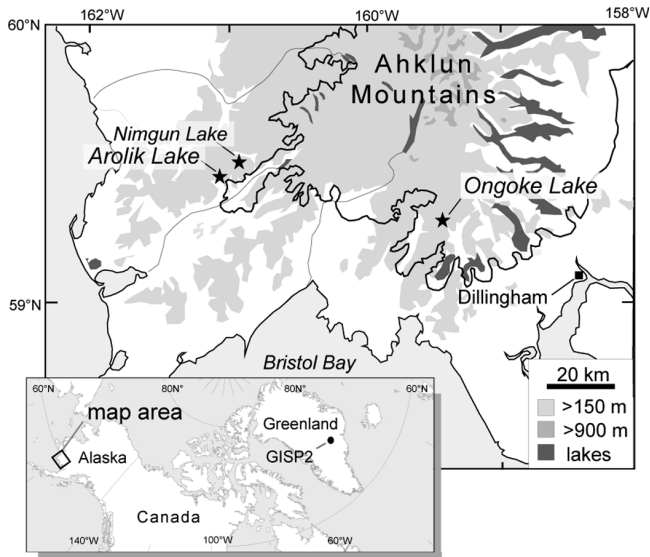 162°W
160°W
158°W
60°N
Ahklun
Mountains
Nimgun Lake
Arolik Lake
Ongoke Lake
59°N
Dillingham
Bristol Bay
20 km
>150 m
>900 m
lakes
60°N
80°N
80°N
60°N
map area
Greenland
GISP2
Alaska
Canada
140°W
100°W
60°W